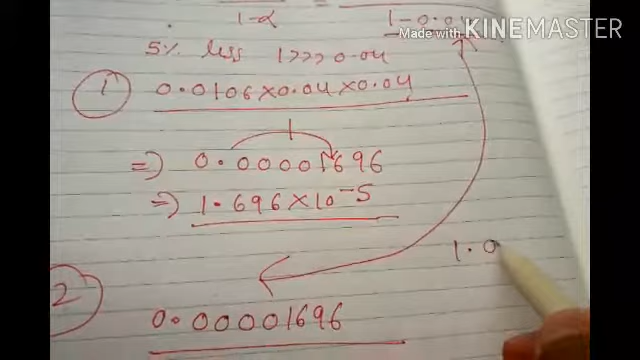 1-α =
1-0.0
Made with KINEMASTER
5% less 1>>>0.04
1 0.0106×0.04×0.04
1
=> 0.00001696
=> 1.696×10⁻⁵
1.0
2
0.00001696